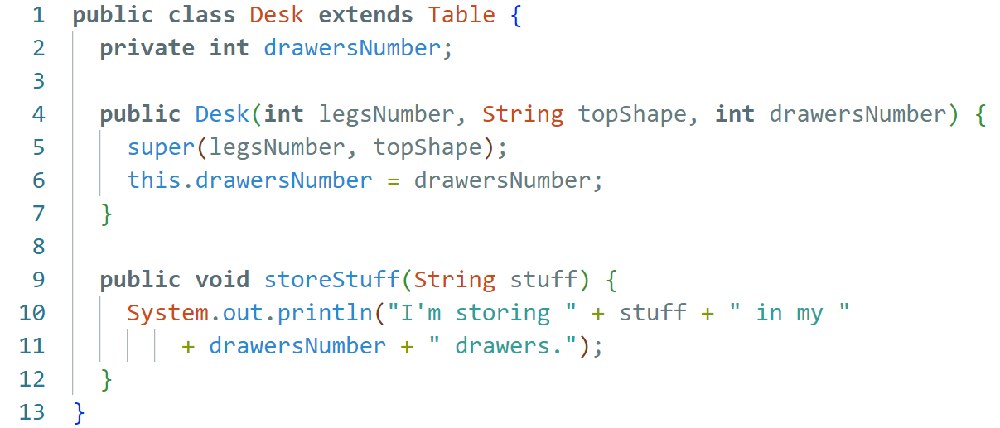 1 public class Desk extends Table {
2   private int drawersNumber;
3
4   public Desk(int legsNumber, String topShape, int drawersNumber) {
5     super(legsNumber, topShape);
6     this.drawersNumber = drawersNumber;
7   }
8
9   public void storeStuff(String stuff) {
10     System.out.println("I'm storing " + stuff + " in my "
11         + drawersNumber + " drawers.");
12   }
13 }